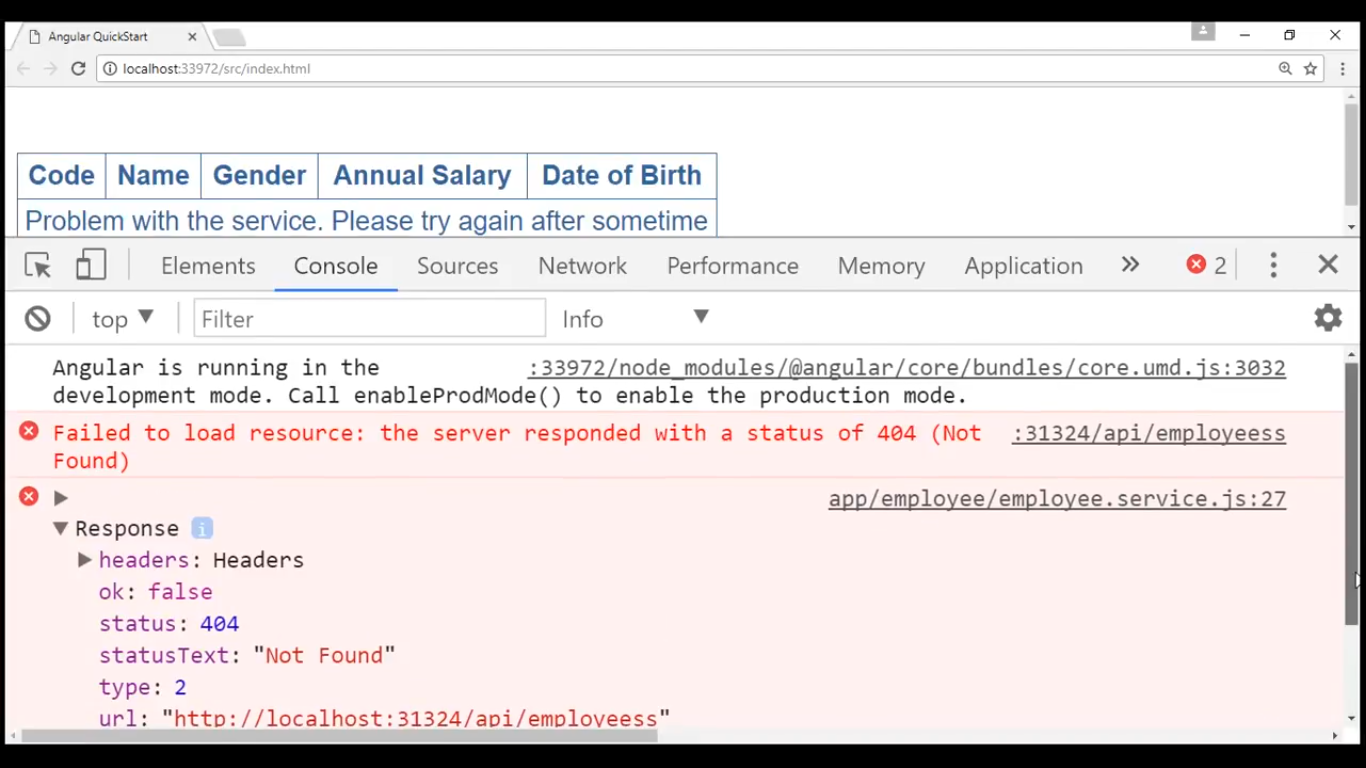 Angular QuickStart
localhost:33972/src/index.html
Code Name Gender Annual Salary Date of Birth
Problem with the service. Please try again after sometime
Elements Console Sources Network Performance Memory Application » 2
top Filter Info
Angular is running in the :33972/node_modules/@angular/core/bundles/core.umd.js:3032
development mode. Call enableProdMode() to enable the production mode.
Failed to load resource: the server responded with a status of 404 (Not :31324/api/employeess
Found)
app/employee/employee.service.js:27
Response i
headers: Headers
ok: false
status: 404
statusText: "Not Found"
type: 2
url: "http://localhost:31324/api/employeess"